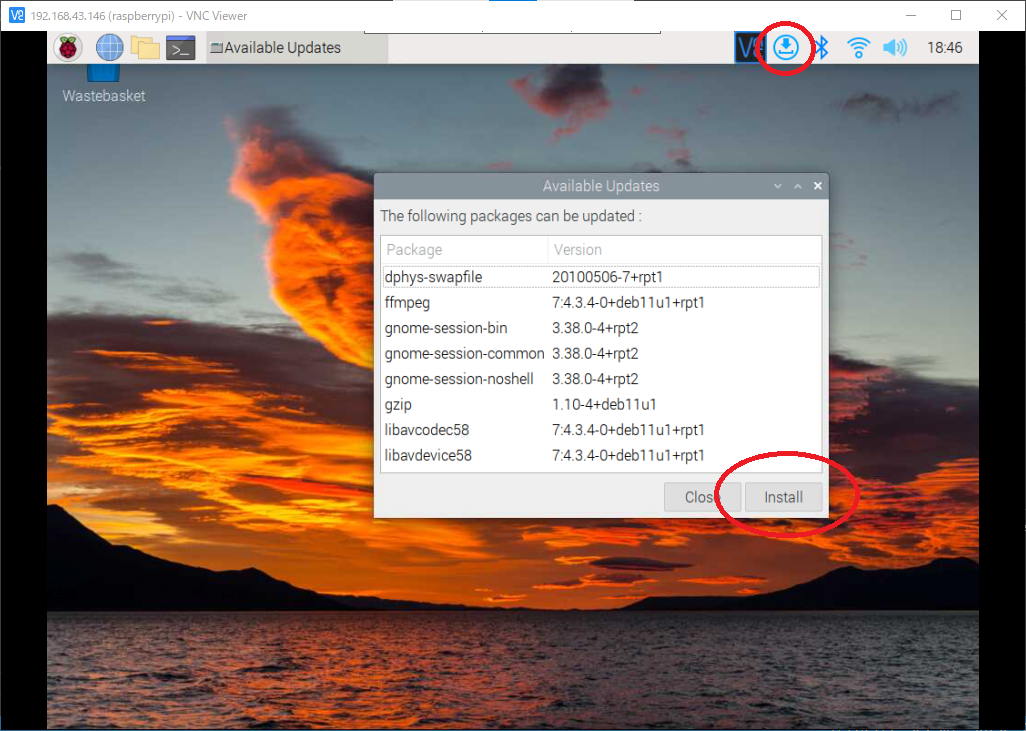 192.168.43.146 (raspberrypi) - VNC Viewer
Available Updates
18:46
Wastebasket
Available Updates
The following packages can be updated :
Package Version
dphys-swapfile 20100506-7+rpt1
ffmpeg 7:4.3.4-0+deb11u1+rpt1
gnome-session-bin 3.38.0-4+rpt2
gnome-session-common 3.38.0-4+rpt2
gnome-session-noshell 3.38.0-4+rpt2
gzip 1.10-4+deb11u1
libavcodec58 7:4.3.4-0+deb11u1+rpt1
libavdevice58 7:4.3.4-0+deb11u1+rpt1
Close Install